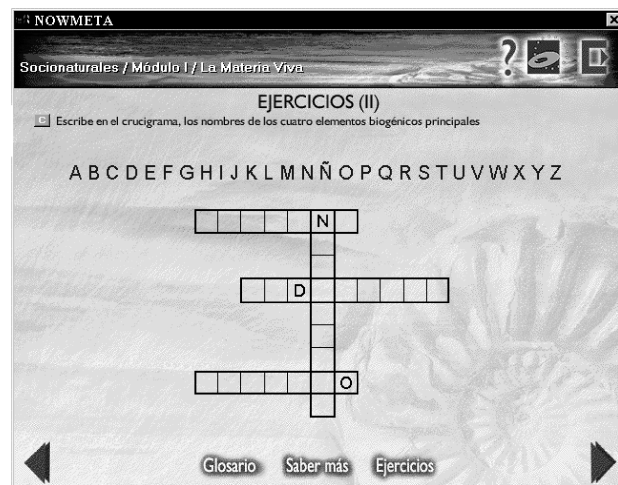 NOWMETA
Socionaturales / Módulo I / La Materia Viva
?
EJERCICIOS (II)
C Escribe en el crucigrama, los nombres de los cuatro elementos biogénicos principales
A B C D E F G H I J K L M N Ñ O P Q R S T U V W X Y Z
N
D
O
Glosario Saber más Ejercicios